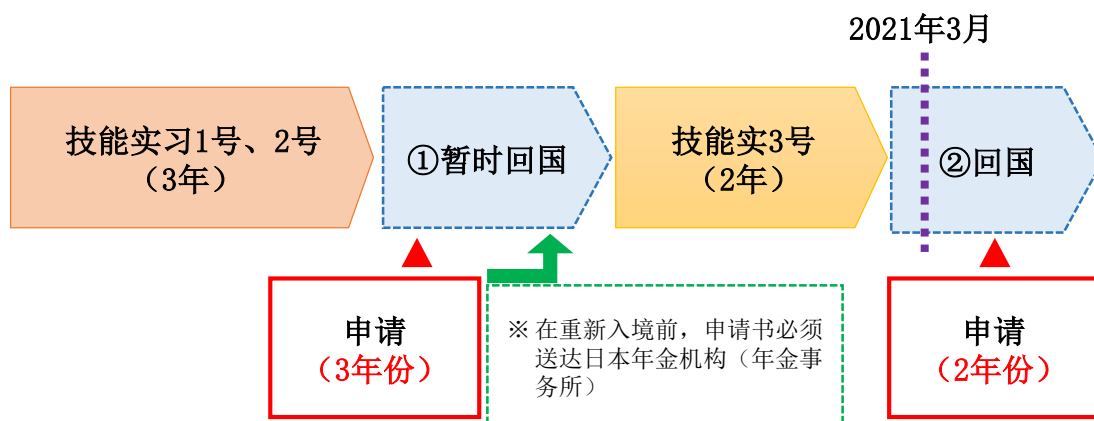 2021年3月
技能实习1号、2号
（3年）
①暂时回国
技能实3号
（2年）
②回国
申请
（3年份）
※ 在重新入境前，申请书必须
送达日本年金机构（年金事
务所）
申请
（2年份）